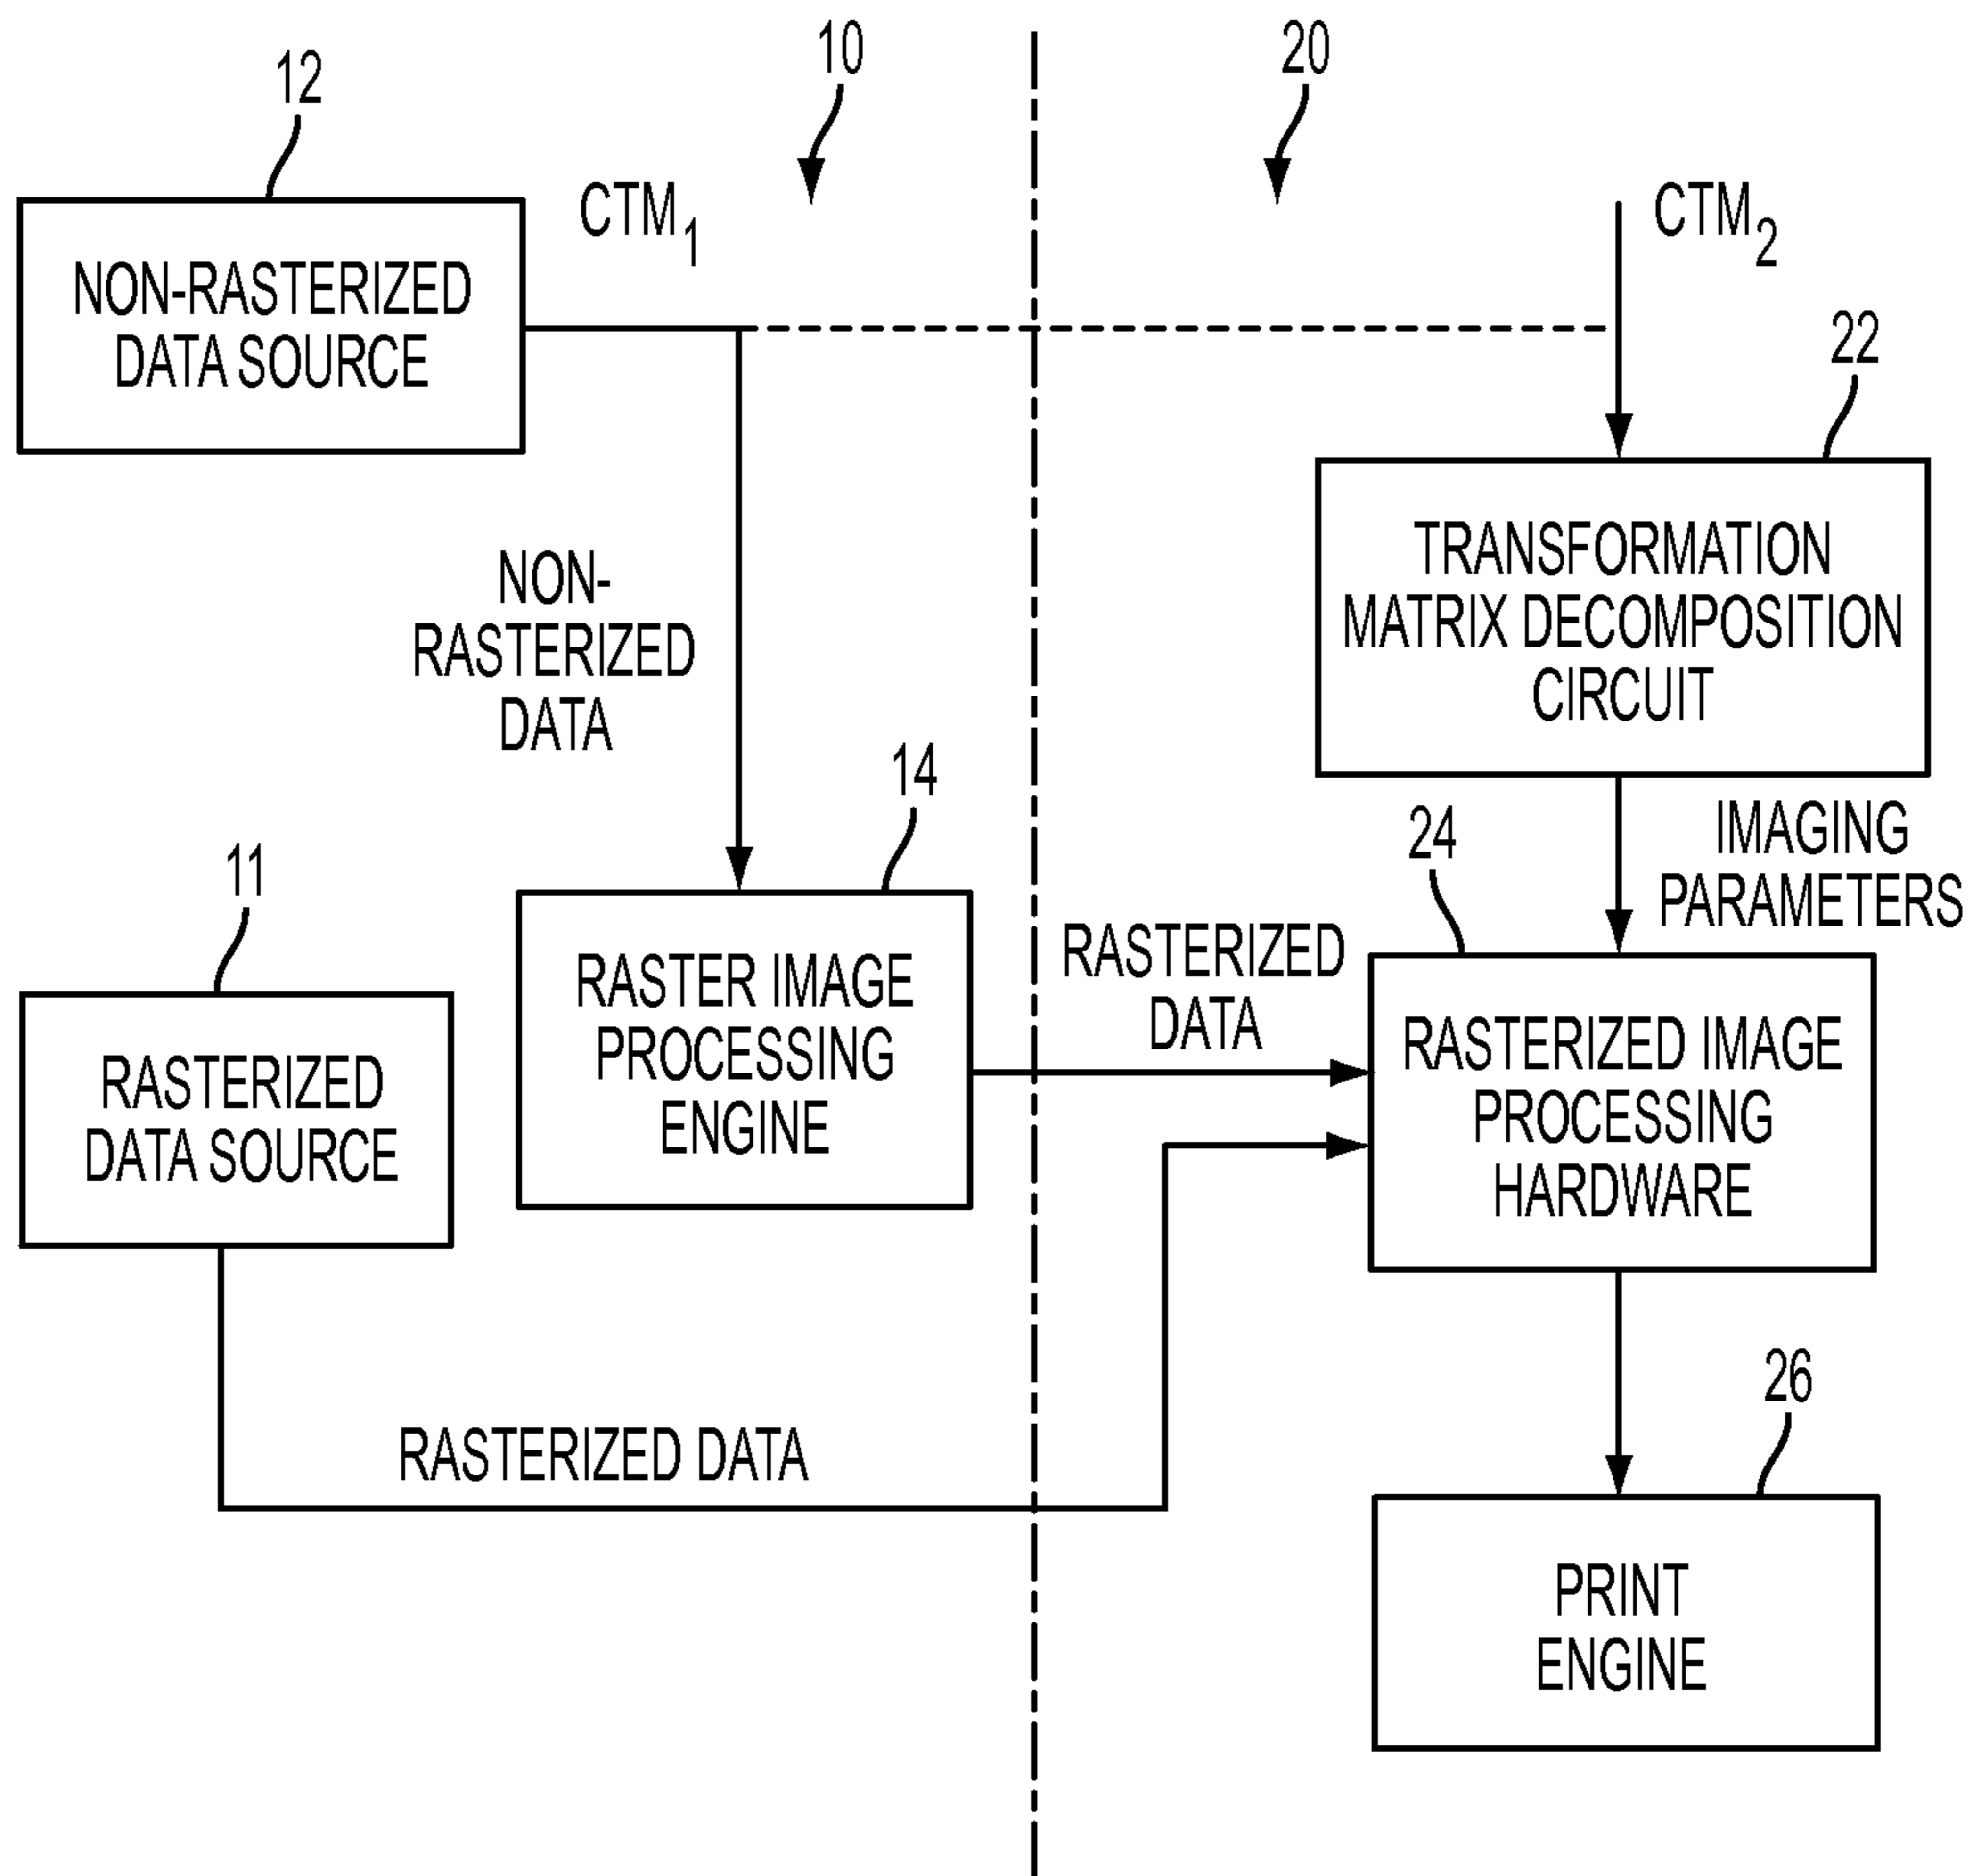 12
10
20
CTM1
CTM2
NON-RASTERIZED
DATA SOURCE
22
NON-
RASTERIZED
DATA
TRANSFORMATION
MATRIX DECOMPOSITION
CIRCUIT
14
24
IMAGING
PARAMETERS
11
RASTER IMAGE
PROCESSING
ENGINE
RASTERIZED
DATA
RASTERIZED IMAGE
PROCESSING
HARDWARE
RASTERIZED
DATA SOURCE
26
RASTERIZED DATA
PRINT
ENGINE